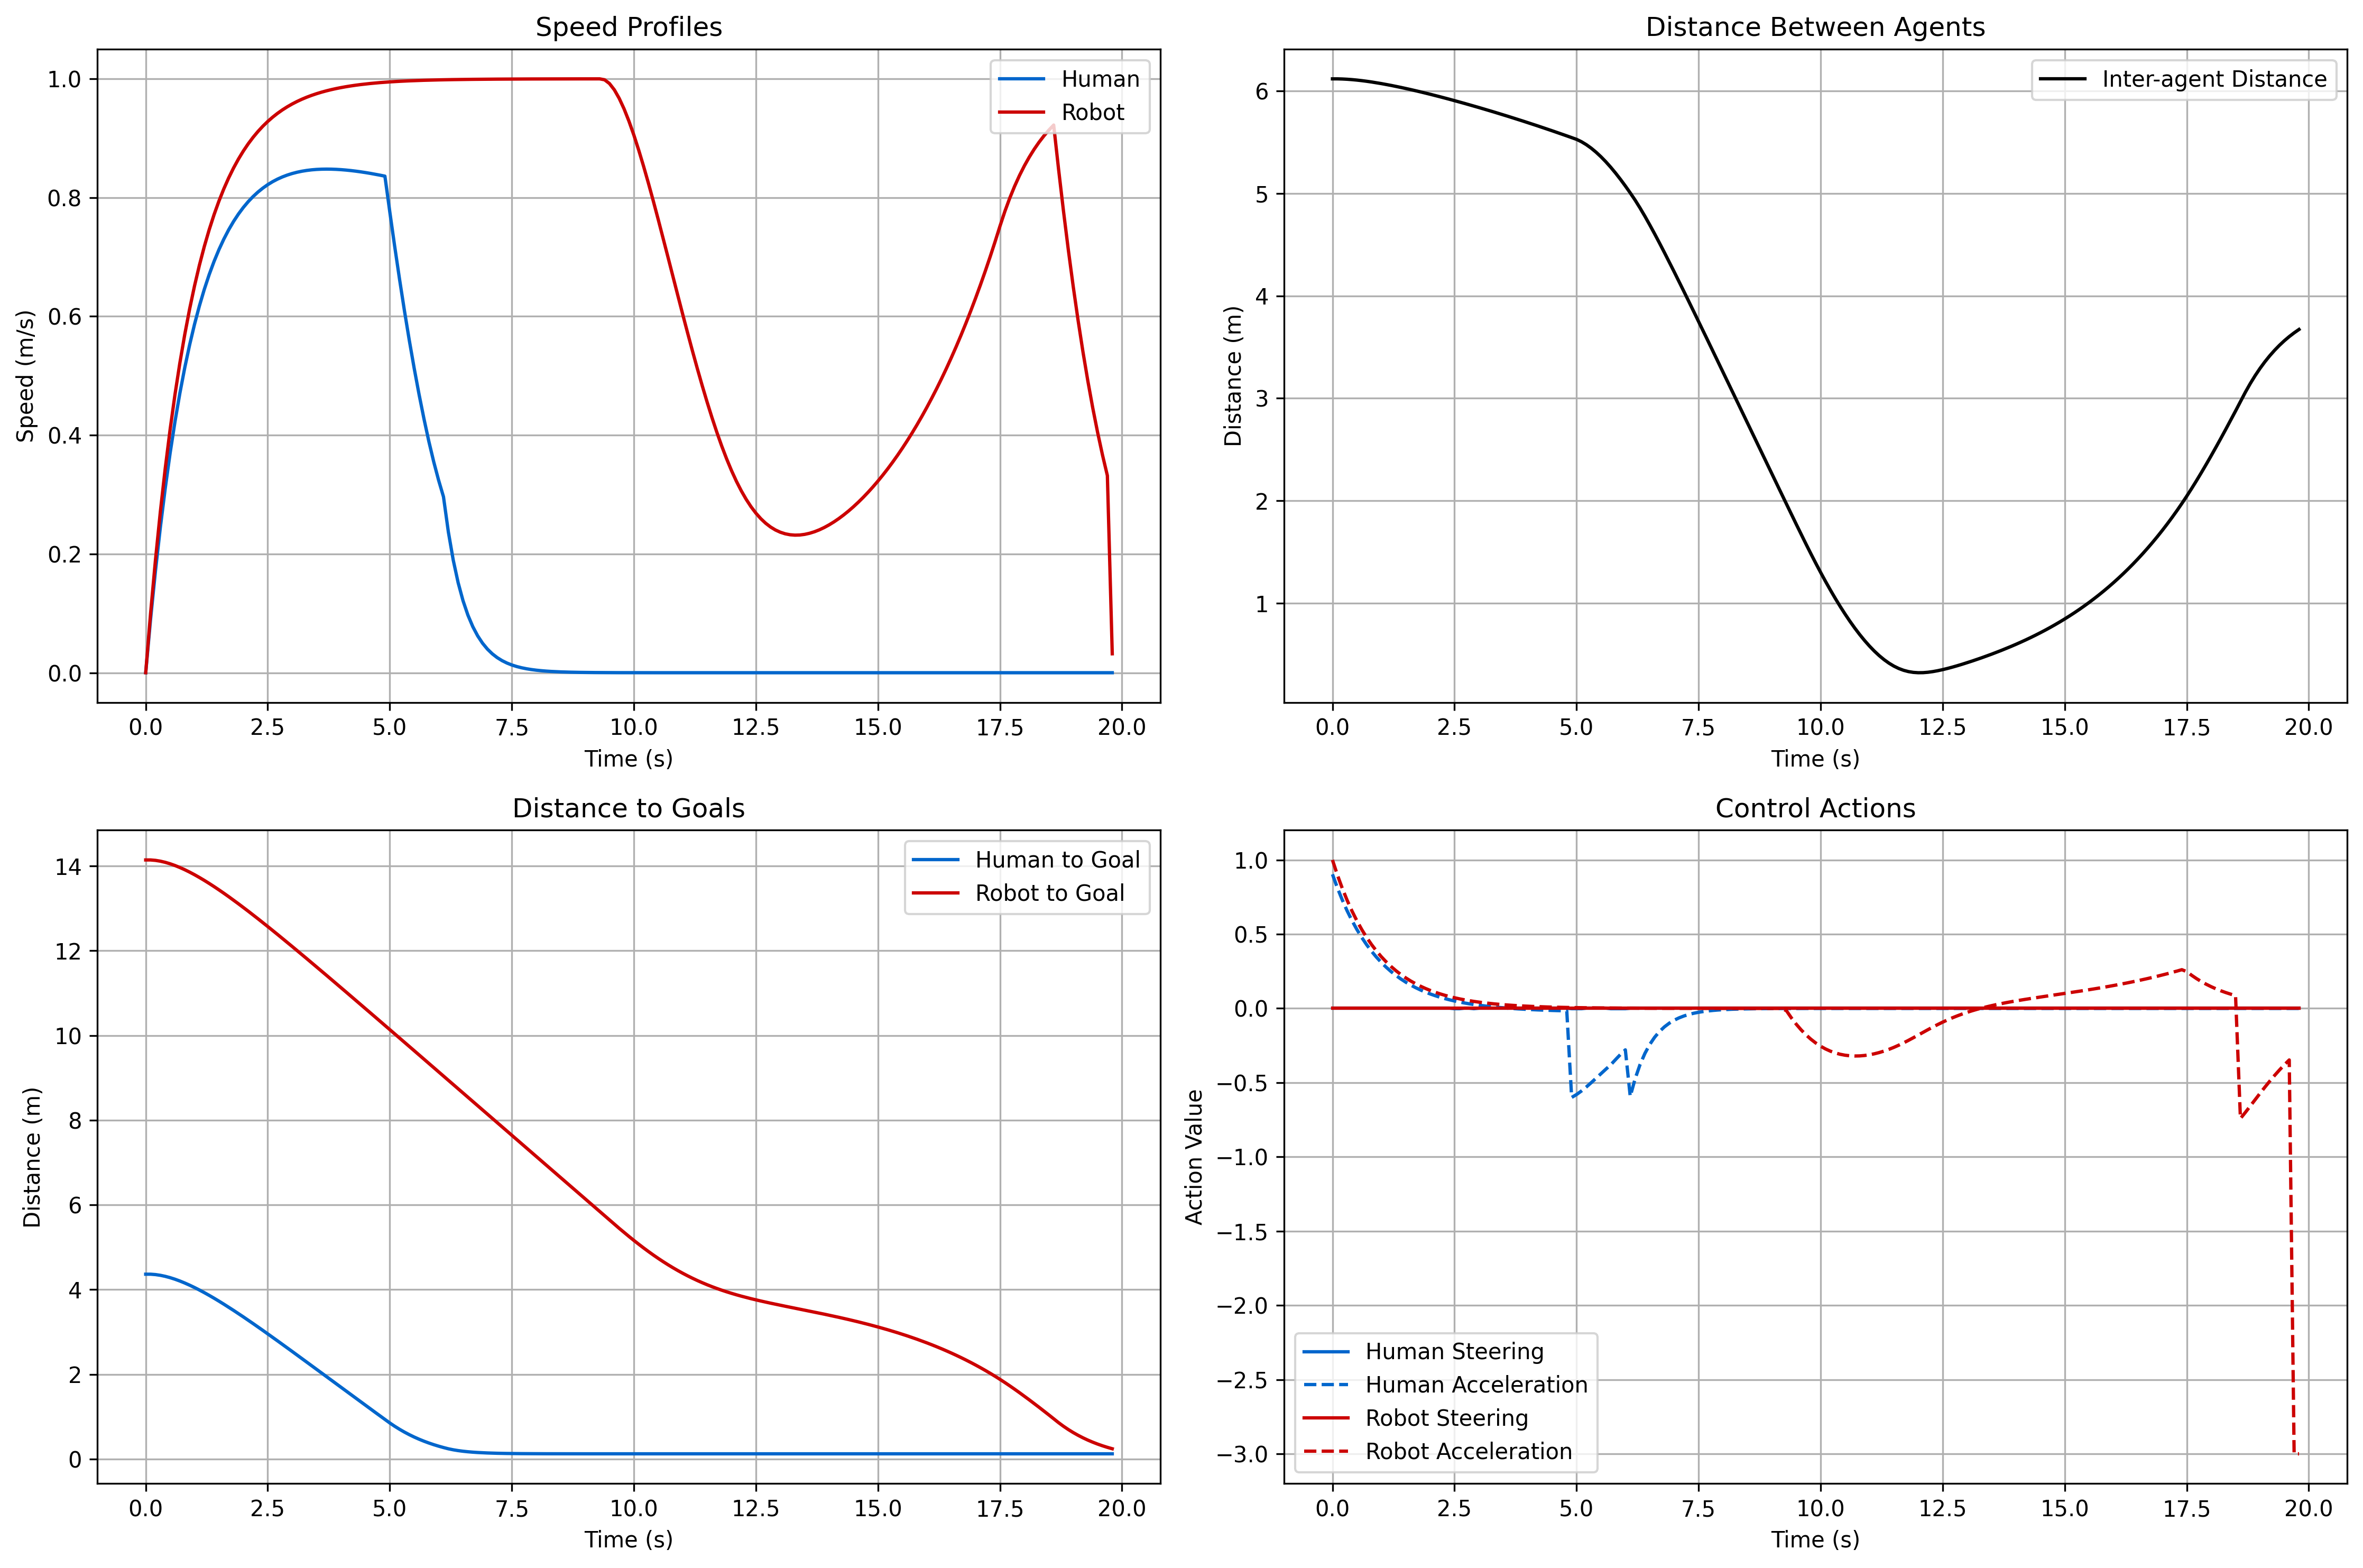 Speed Profiles
Speed (m/s)
1.0
0.8
0.6
0.4
0.2
0.0
Human
Robot
0.0 2.5 5.0 7.5 10.0 12.5 15.0 17.5 20.0
Time (s)
Distance Between Agents
Distance (m)
6
5
4
3
2
1
Inter-agent Distance
0.0 2.5 5.0 7.5 10.0 12.5 15.0 17.5 20.0
Time (s)
Distance to Goals
Distance (m)
14
12
10
8
6
4
2
0
Human to Goal
Robot to Goal
0.0 2.5 5.0 7.5 10.0 12.5 15.0 17.5 20.0
Time (s)
Control Actions
Action Value
1.0
0.5
0.0
−0.5
−1.0
−1.5
−2.0
−2.5
−3.0
Human Steering
Human Acceleration
Robot Steering
Robot Acceleration
0.0 2.5 5.0 7.5 10.0 12.5 15.0 17.5 20.0
Time (s)